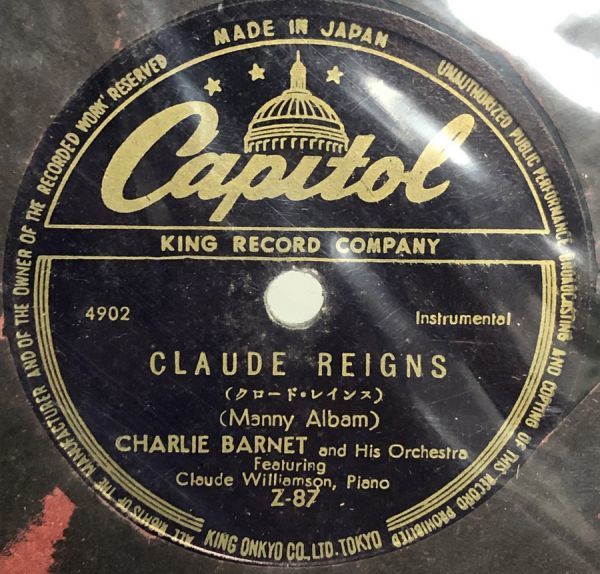 MADE IN JAPAN
ALL RIGHTS OF THE MANUFACTURER AND OF THE OWNER OF THE RECORDED WORK RESERVED
UNAUTHORIZED PUBLIC PERFORMANCE BROADCASTING AND COPYING OF THIS RECORD PROHIBITED
Capitol
KING RECORD COMPANY
4902
Instrumental
CLAUDE REIGNS
(クロード・レインス)
(Manny Albam)
CHARLIE BARNET and His Orchestra
Featuring
Claude Williamson, Piano
Z-87
KING ONKYO CO., LTD. TOKYO